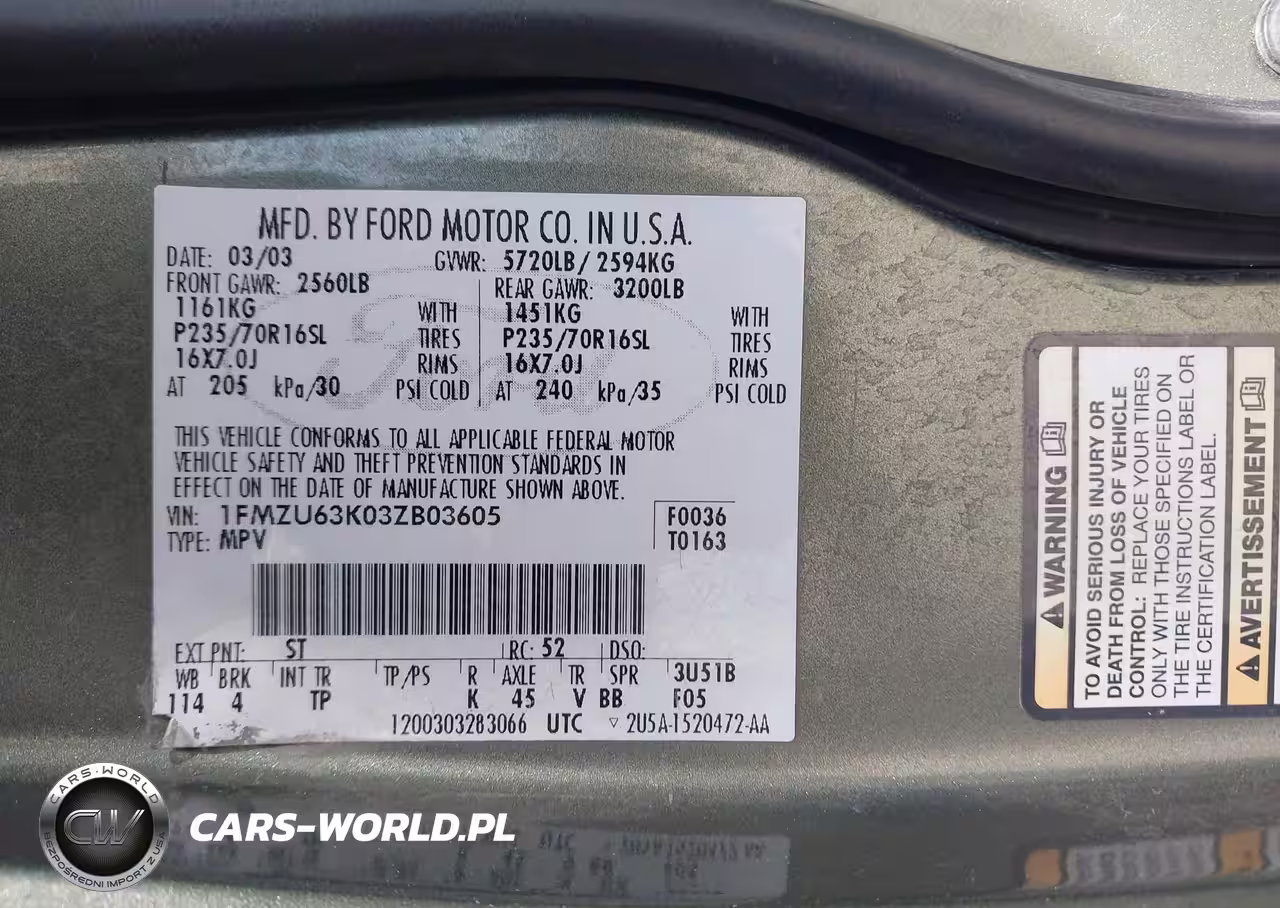 MFD. BY FORD MOTOR CO. IN U.S.A.
DATE: 03/03 GVWR: 5720LB/ 2594KG
FRONT GAWR: 2560LB REAR GAWR: 3200LB
1161KG WITH 1451KG WITH
P235/70R16SL TIRES P235/70R16SL TIRES
16X7.0J RIMS 16X7.0J RIMS
AT 205 kPa/30 PSI COLD AT 240 kPa/35 PSI COLD
Ford
THIS VEHICLE CONFORMS TO ALL APPLICABLE FEDERAL MOTOR
VEHICLE SAFETY AND THEFT PREVENTION STANDARDS IN
EFFECT ON THE DATE OF MANUFACTURE SHOWN ABOVE.
VIN: 1FMZU63K03ZB03605 F0036
TYPE: MPV T0163
EXT PNT: ST RC: 52 DSO:
WB BRK INT TR TP/PS R AXLE TR SPR 3U51B
114 4 TP K 45 V BB F05
1200303283066 UTC ▽ 2U5A-1520472-AA
⚠ WARNING
TO AVOID SERIOUS INJURY OR
DEATH FROM LOSS OF VEHICLE
CONTROL: REPLACE YOUR TIRES
ONLY WITH THOSE SPECIFIED ON
THE TIRE INSTRUCTIONS LABEL OR
THE CERTIFICATION LABEL.
⚠ AVERTISSEMENT
CARS-WORLD
CW
BEZPOŚREDNI IMPORT Z USA
CARS-WORLD.PL